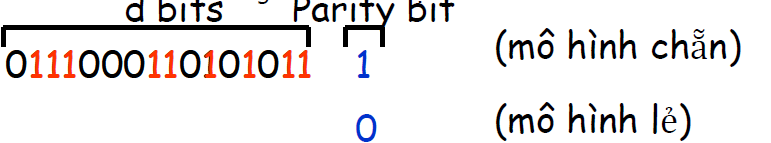 d bits Parity bit
0111000110101011 1 (mô hình chẵn)
0 (mô hình lẻ)